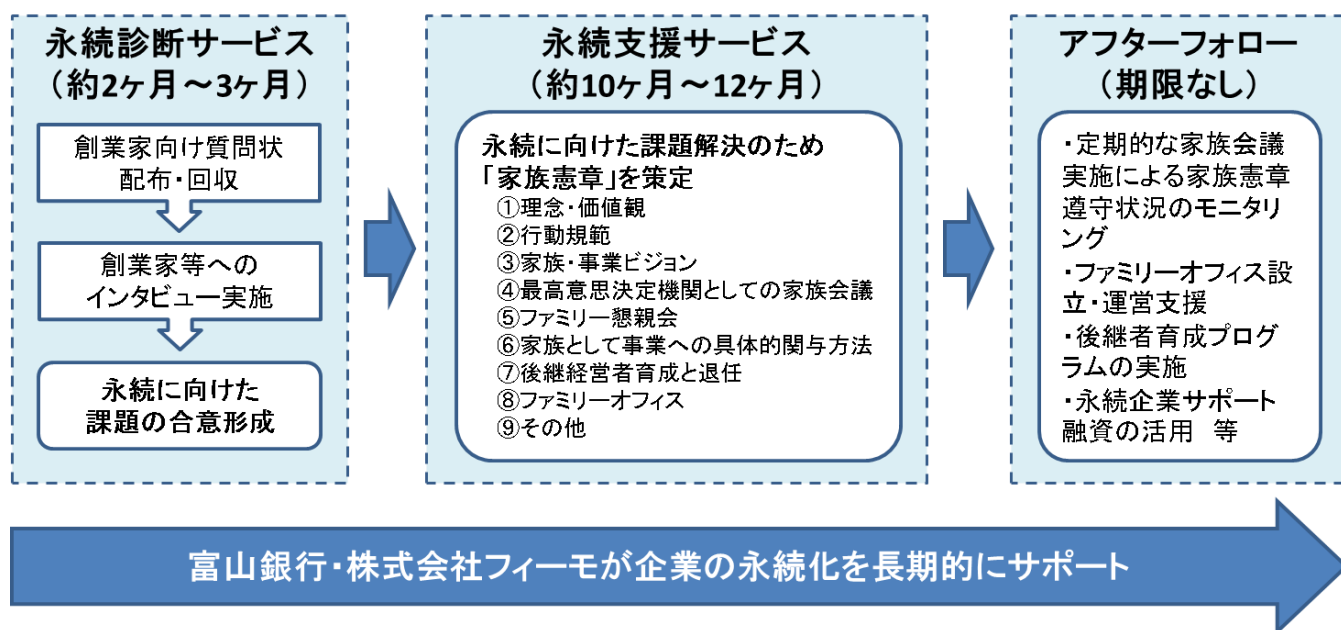 永続診断サービス
（約2ヶ月～3ヶ月）
創業家向け質問状
配布・回収
創業家等への
インタビュー実施
永続に向けた
課題の合意形成
永続支援サービス
（約10ヶ月～12ヶ月）
永続に向けた課題解決のため
「家族憲章」を策定
①理念・価値観
②行動規範
③家族・事業ビジョン
④最高意思決定機関としての家族会議
⑤ファミリー懇親会
⑥家族として事業への具体的関与方法
⑦後継経営者育成と退任
⑧ファミリーオフィス
⑨その他
アフターフォロー
（期限なし）
・定期的な家族会議
実施による家族憲章
遵守状況のモニタリ
ング
・ファミリーオフィス設
立・運営支援
・後継者育成プログ
ラムの実施
・永続企業サポート
融資の活用　等
富山銀行・株式会社フィーモが企業の永続化を長期的にサポート